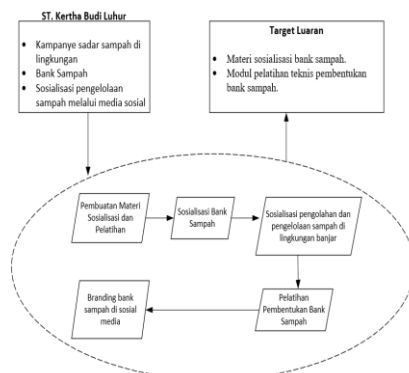 ST. Kertha Budi Luhur
• Kampanye sadar sampah di
lingkungan
• Bank Sampah
• Sosialisasi pengelolaan
sampah melalui media sosial
Target Luaran
• Materi sosialisasi bank sampah.
• Modul pelatihan teknis pembentukan
bank sampah.
Pembuatan Materi
Sosialisasi dan
Pelatihan
Sosialisasi Bank
Sampah
Sosialisasi pengolahan dan
pengelolaan sampah di
lingkungan banjar
Pelatihan
Pembentukan Bank
Sampah
Branding bank
sampah di sosial
media